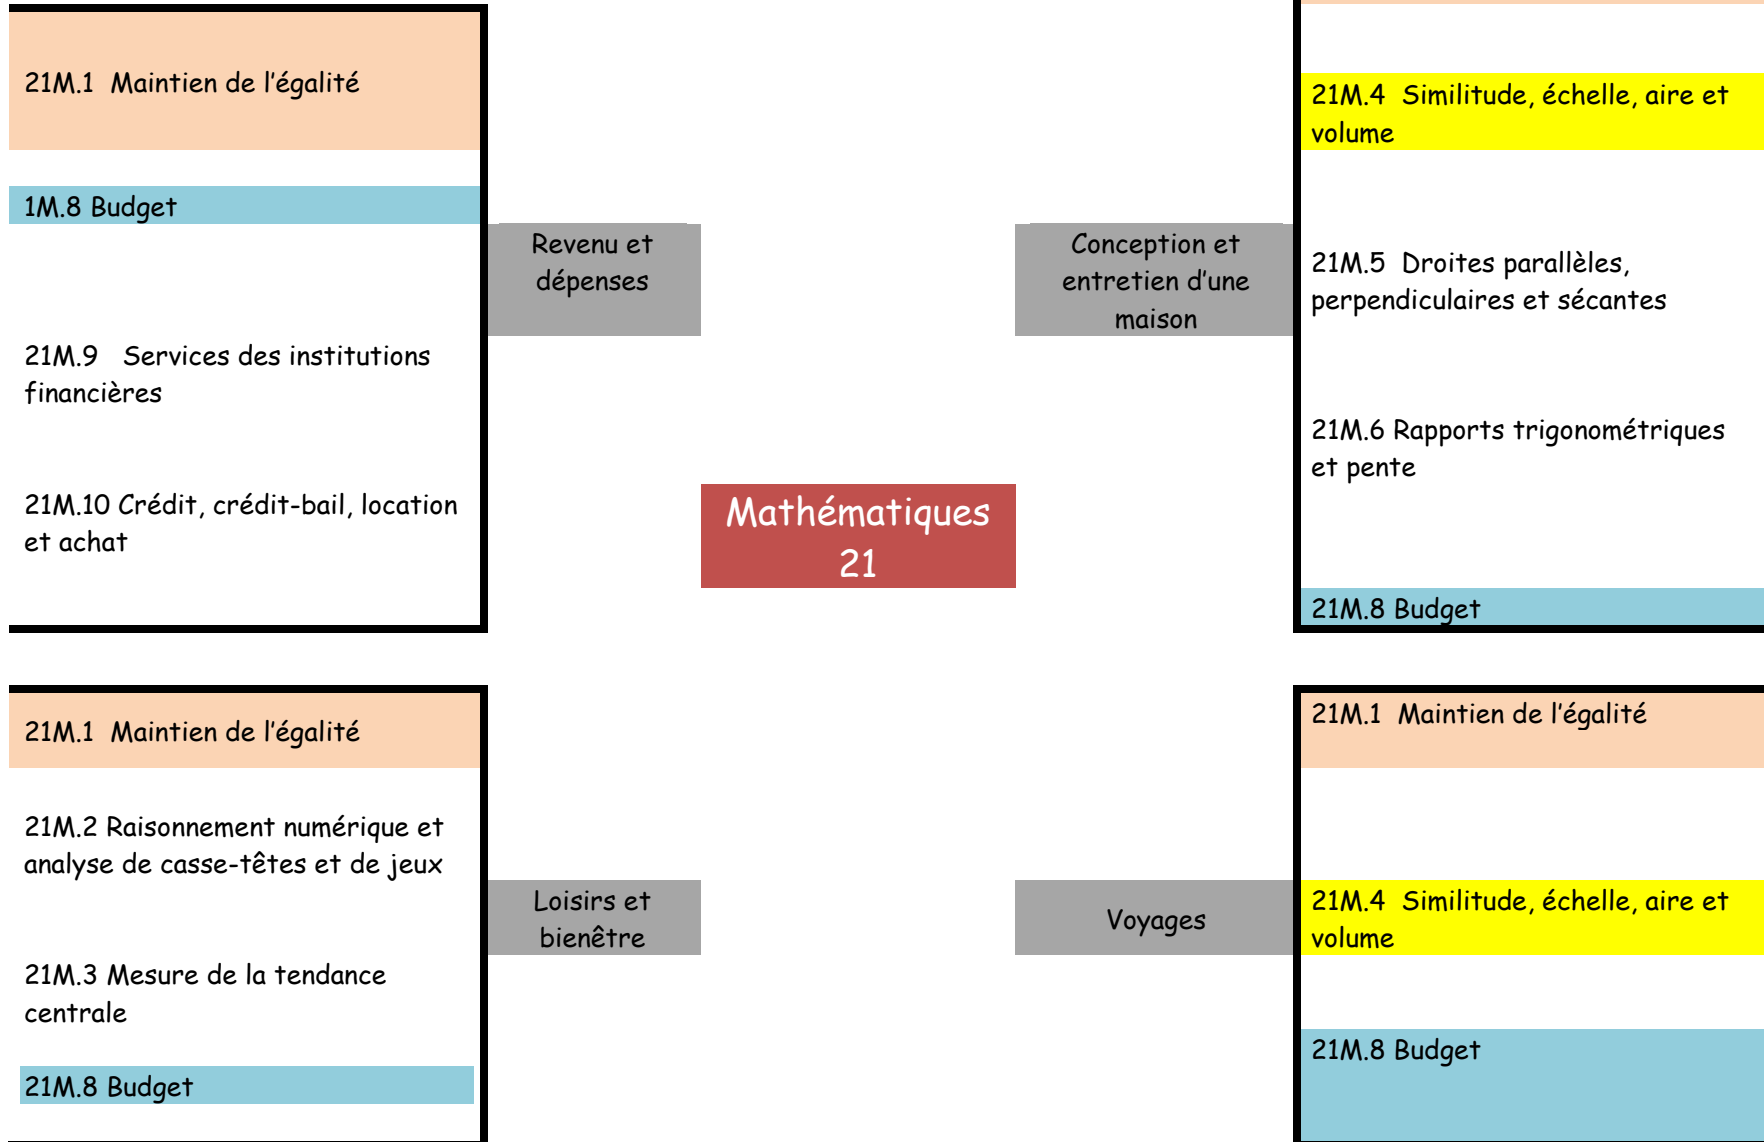 21M.1 Maintien de l'égalité
1M.8 Budget
21M.9 Services des institutions
financières
21M.10 Crédit, crédit-bail, location
et achat
Revenu et
dépenses
Conception et
entretien d'une
maison
21M.4 Similitude, échelle, aire et
volume
21M.5 Droites parallèles,
perpendiculaires et sécantes
21M.6 Rapports trigonométriques
et pente
21M.8 Budget
Mathématiques
21
21M.1 Maintien de l'égalité
21M.2 Raisonnement numérique et
analyse de casse-têtes et de jeux
21M.3 Mesure de la tendance
centrale
21M.8 Budget
Loisirs et
bienêtre
Voyages
21M.1 Maintien de l'égalité
21M.4 Similitude, échelle, aire et
volume
21M.8 Budget